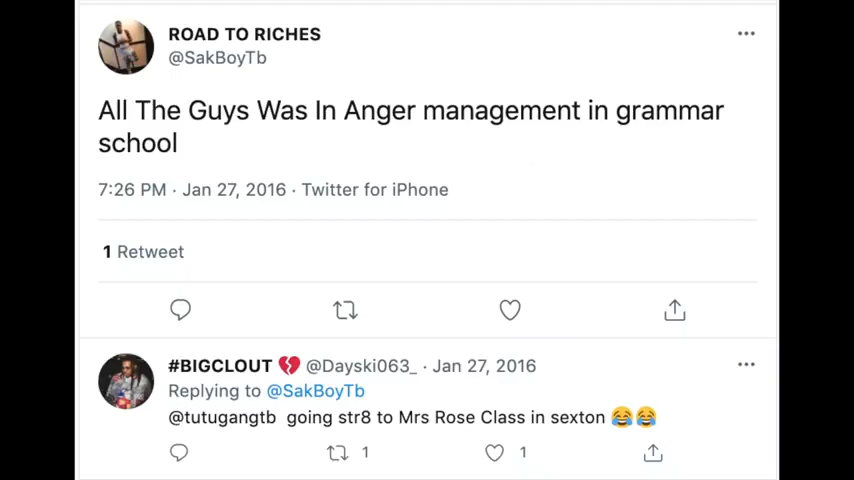 ROAD TO RICHES
@SakBoyTb
All The Guys Was In Anger management in grammar
school
7:26 PM · Jan 27, 2016 · Twitter for iPhone
1 Retweet
#BIGCLOUT 💔 @Dayski063_ · Jan 27, 2016
Replying to @SakBoyTb
@tutugangtb going str8 to Mrs Rose Class in sexton 😂😂
1 1